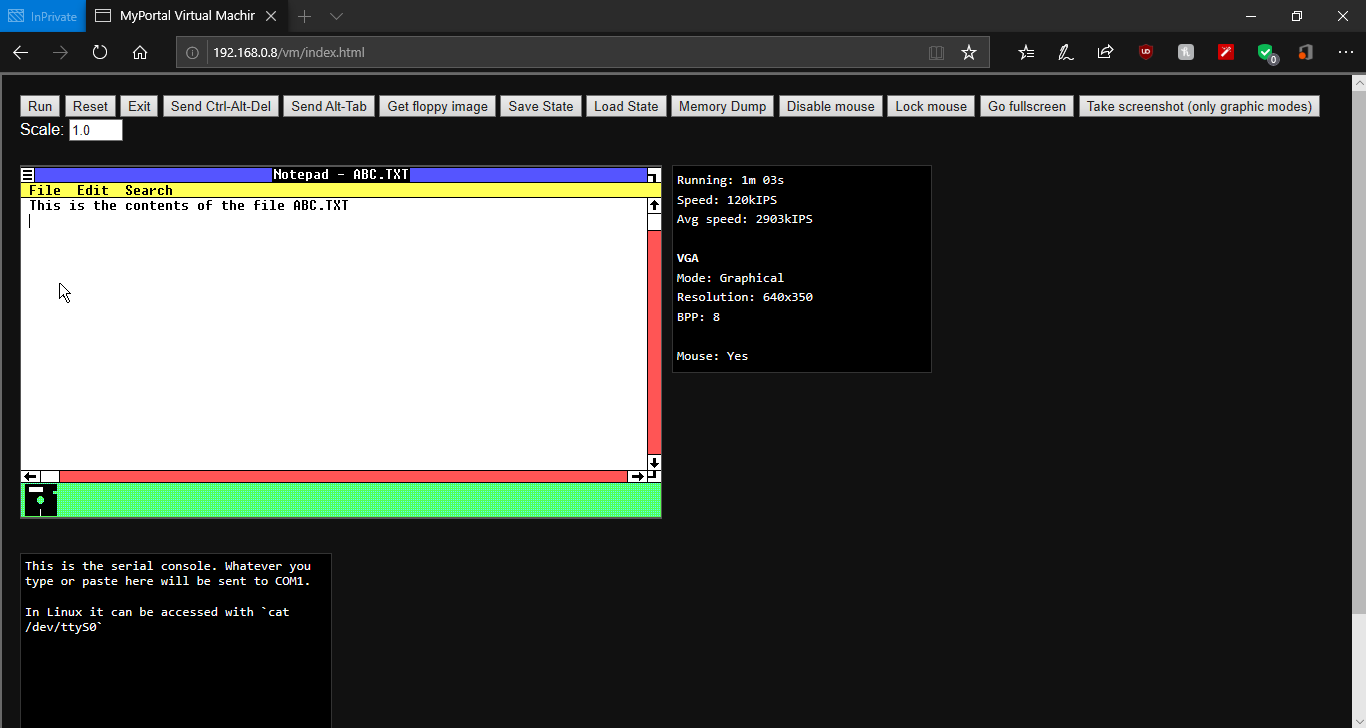 InPrivate
MyPortal Virtual Machir
192.168.0.8/vm/index.html
UD
0
Run Reset Exit Send Ctrl-Alt-Del Send Alt-Tab Get floppy image Save State Load State Memory Dump Disable mouse Lock mouse Go fullscreen Take screenshot (only graphic modes)
Scale: 1.0
Notepad - ABC.TXT
File Edit Search
This is the contents of the file ABC.TXT
Running: 1m 03s
Speed: 120kIPS
Avg speed: 2903kIPS
VGA
Mode: Graphical
Resolution: 640x350
BPP: 8
Mouse: Yes
This is the serial console. Whatever you
type or paste here will be sent to COM1.
In Linux it can be accessed with `cat
/dev/ttyS0`